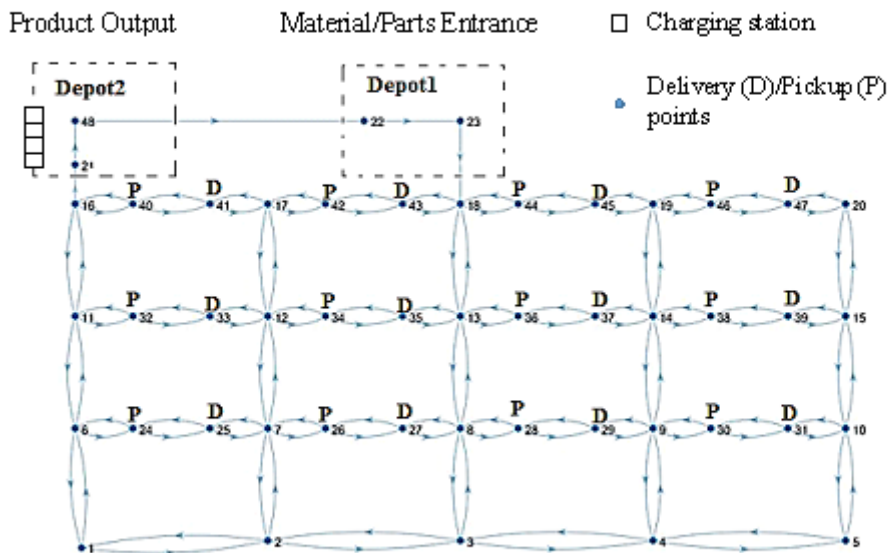 Product Output
Material/Parts Entrance
Charging station
Depot2
Depot1
Delivery (D)/Pickup (P)
points
48
22
23
21
P D P D P D P D
16 40 41 17 42 43 18 44 45 19 46 47 20
P D P D P D P D
11 32 33 12 34 35 13 36 37 14 38 39 15
P D P D P D P D
6 24 25 7 26 27 8 28 29 9 30 31 10
1 2 3 4 5